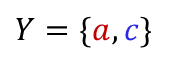 Y = {a, c}